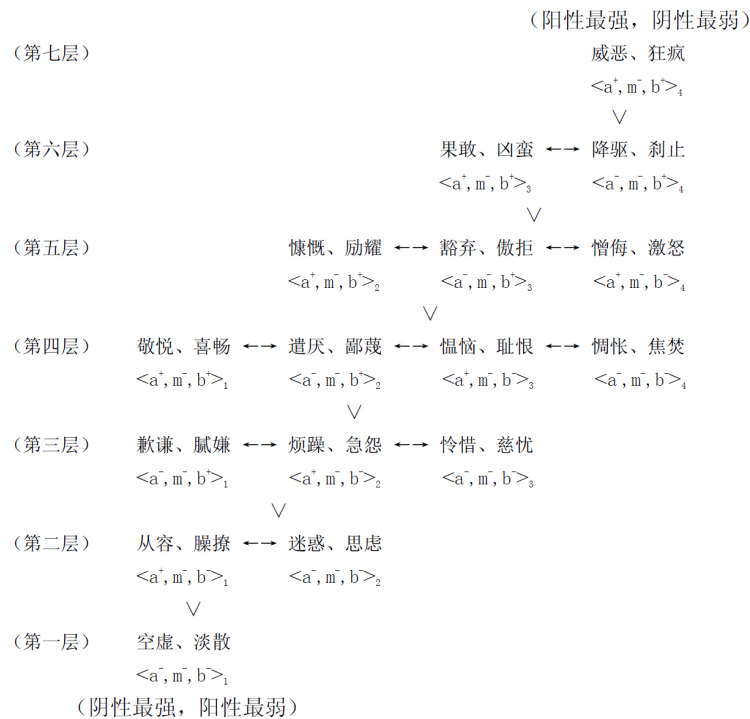 （阳性最强，阴性最弱）
（第七层） 威恶、狂疯
<a⁺,m⁻,b⁺>₄
∨
（第六层） 果敢、凶蛮 ←→ 降驱、刹止
<a⁺,m⁻,b⁺>₃ <a⁻,m⁻,b⁺>₄
∨
（第五层） 慷慨、励耀 ←→ 豁弃、傲拒 ←→ 憎侮、激怒
<a⁺,m⁻,b⁺>₂ <a⁻,m⁻,b⁺>₃ <a⁺,m⁻,b⁻>₄
∨
（第四层） 敬悦、喜畅 ←→ 遣厌、鄙蔑 ←→ 愠恼、耻恨 ←→ 惆怅、焦焚
<a⁺,m⁻,b⁺>₁ <a⁻,m⁻,b⁺>₂ <a⁺,m⁻,b⁻>₃ <a⁻,m⁻,b⁻>₄
∨
（第三层） 歉谦、腻嫌 ←→ 烦躁、急怨 ←→ 怜惜、慈忧
<a⁻,m⁻,b⁺>₁ <a⁺,m⁻,b⁻>₂ <a⁻,m⁻,b⁻>₃
∨
（第二层） 从容、臊撩 ←→ 迷惑、思虑
<a⁺,m⁻,b⁻>₁ <a⁻,m⁻,b⁻>₂
∨
（第一层） 空虚、淡散
<a⁻,m⁻,b⁻>₁
（阴性最强，阳性最弱）